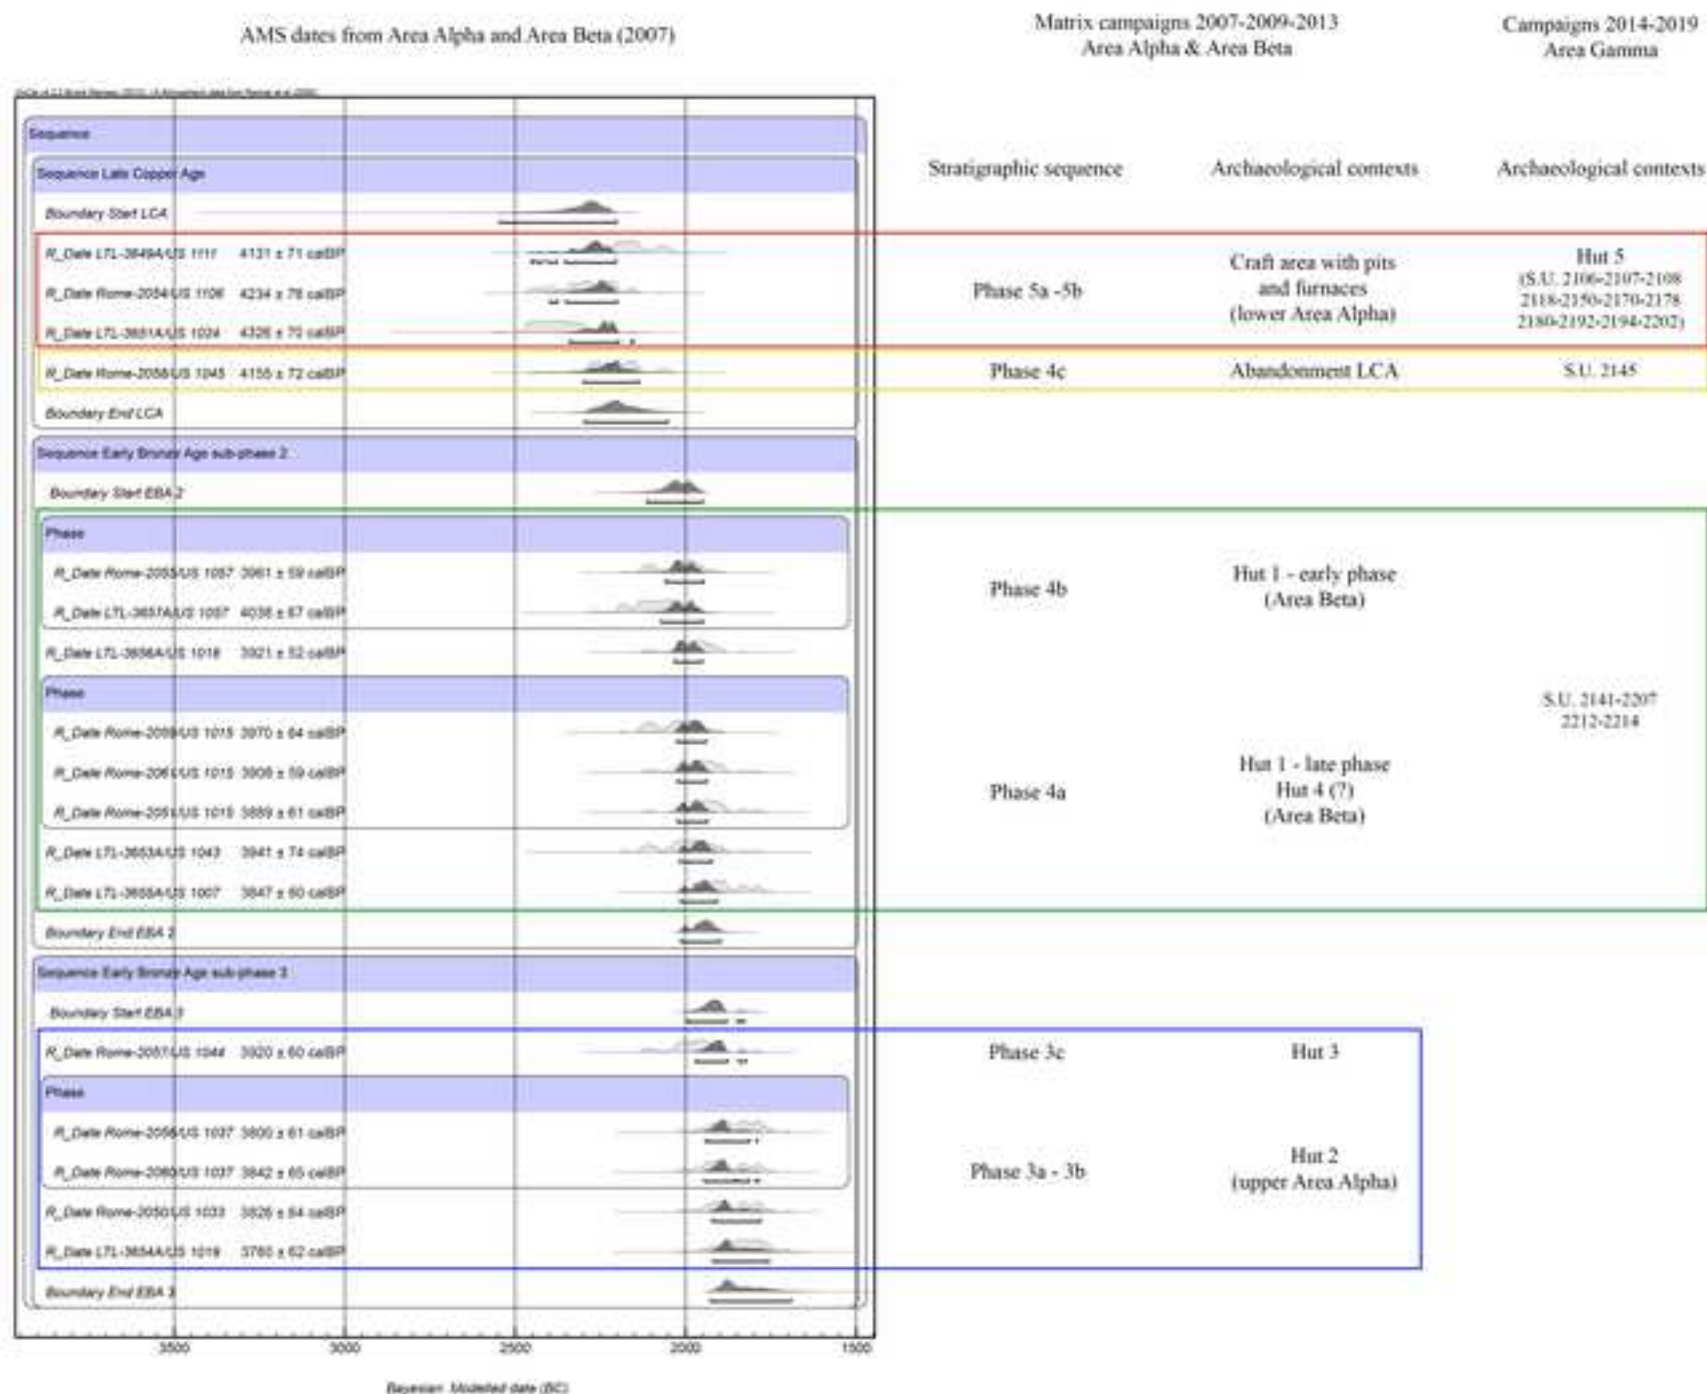 AMS dates from Area Alpha and Area Beta (2007)
Matrix campaigns 2007-2009-2013
Area Alpha & Area Beta
Campaigns 2014-2019
Area Gamma
Sequence
Sequence Late Copper Age
Stratigraphic sequence
Archaeological contexts
Archaeological contexts
Boundary Start LCA
R_Date LTL-3649A/US 1111 4131 ± 71 calBP
R_Date Rome-2054/US 1106 4234 ± 78 calBP
R_Date LTL-3651A/US 1024 4326 ± 70 calBP
Phase 5a -5b
Craft area with pits
and furnaces
(lower Area Alpha)
Hut 5
(S.U. 2106-2107-2108
2118-2150-2170-2178
2180-2192-2194-2202)
R_Date Rome-2058/US 1045 4155 ± 72 calBP
Phase 4c
Abandonment LCA
S.U. 2145
Boundary End LCA
Sequence Early Bronze Age sub-phase 2
Boundary Start EBA 2
Phase
R_Date Rome-2055/US 1057 3961 ± 59 calBP
R_Date LTL-3657A/US 1057 4038 ± 67 calBP
R_Date LTL-3656A/US 1018 3921 ± 52 calBP
Phase 4b
Hut 1 - early phase
(Area Beta)
Phase
R_Date Rome-2059/US 1015 3970 ± 64 calBP
R_Date Rome-2061/US 1015 3908 ± 59 calBP
R_Date Rome-2051/US 1015 3889 ± 61 calBP
R_Date LTL-3653A/US 1043 3941 ± 74 calBP
R_Date LTL-3655A/US 1007 3847 ± 60 calBP
Phase 4a
Hut 1 - late phase
Hut 4 (?)
(Area Beta)
S.U. 2141-2207
2212-2214
Boundary End EBA 2
Sequence Early Bronze Age sub-phase 3
Boundary Start EBA 3
R_Date Rome-2057/US 1044 3920 ± 60 calBP
Phase 3c
Hut 3
Phase
R_Date Rome-2056/US 1037 3800 ± 61 calBP
R_Date Rome-2060/US 1037 3842 ± 65 calBP
R_Date Rome-2050/US 1033 3826 ± 64 calBP
R_Date LTL-3654A/US 1019 3760 ± 62 calBP
Phase 3a - 3b
Hut 2
(upper Area Alpha)
Boundary End EBA 3
3500 3000 2500 2000 1500
Bayesian Modelled date (BC)